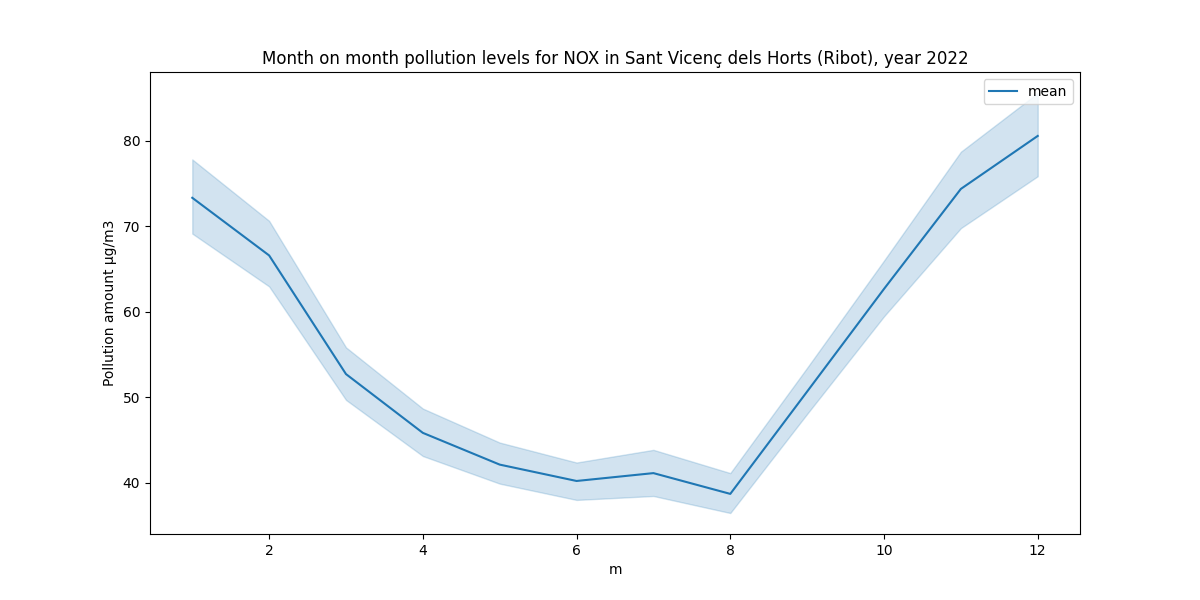 Month on month pollution levels for NOX in Sant Vicenç dels Horts (Ribot), year 2022
mean
Pollution amount µg/m3
80
70
60
50
40
2 4 6 8 10 12
m